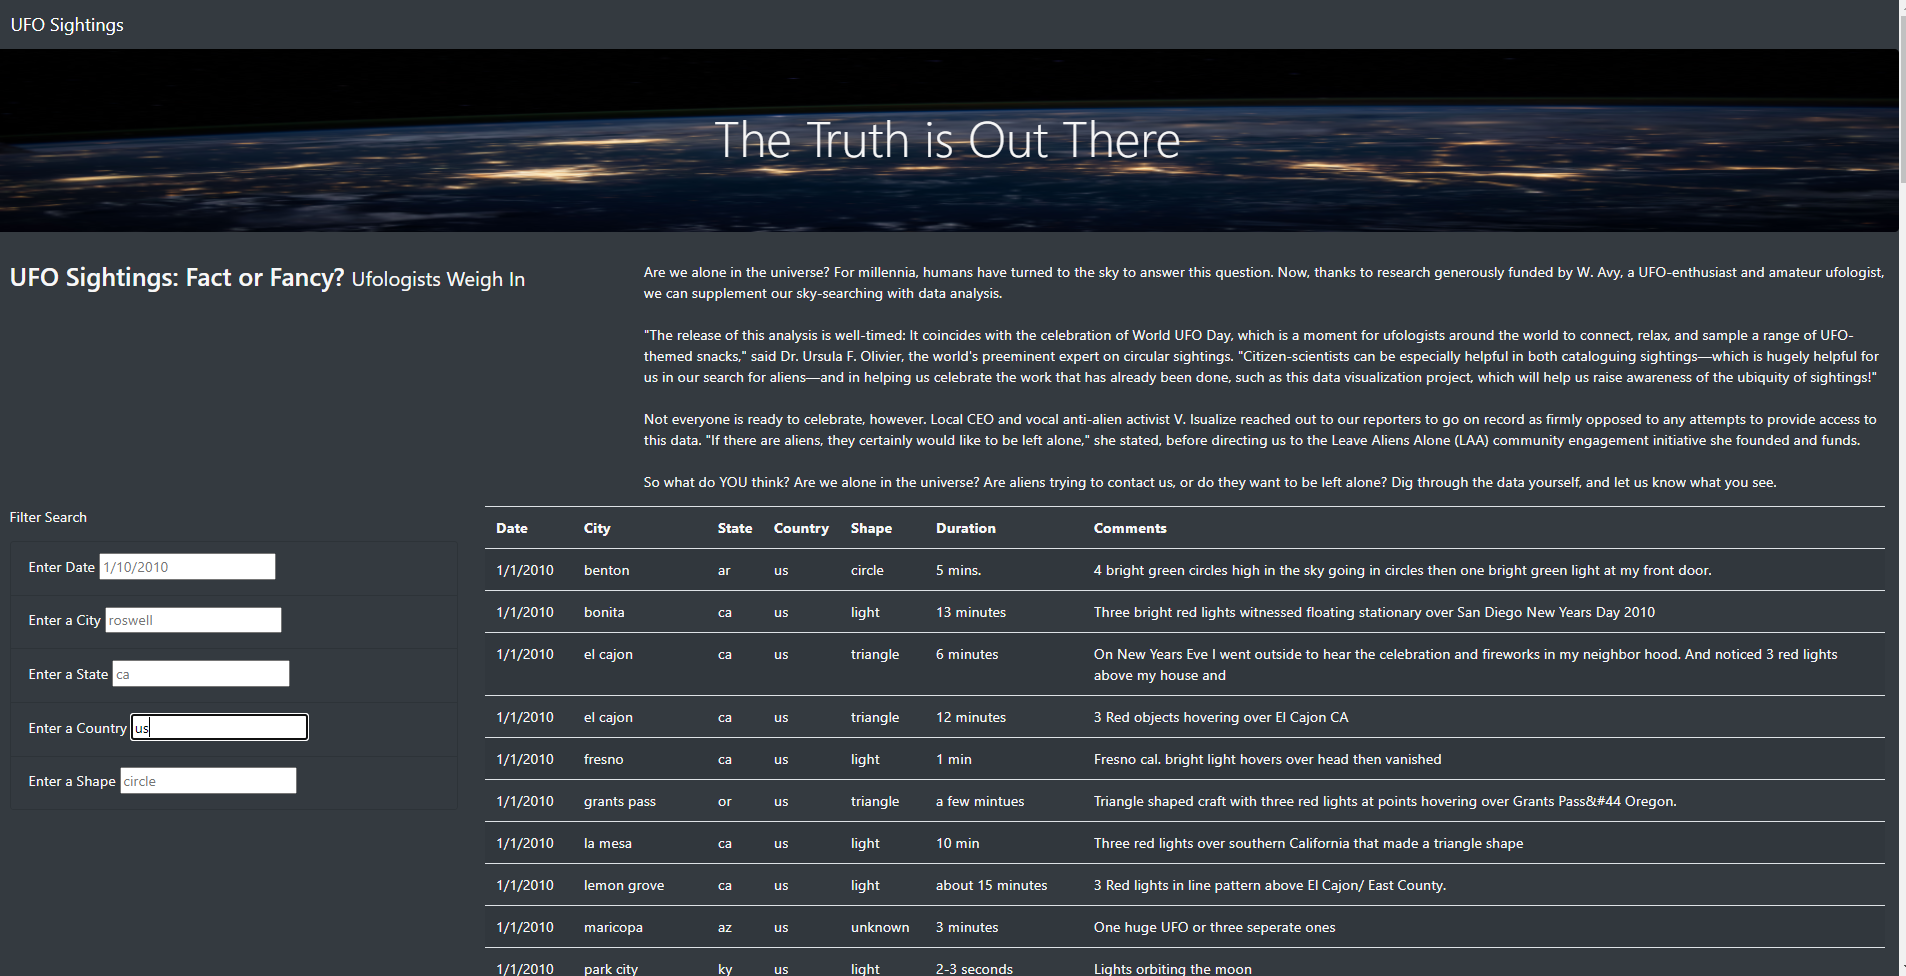 UFO Sightings
The Truth is Out There
UFO Sightings: Fact or Fancy? Ufologists Weigh In
Are we alone in the universe? For millennia, humans have turned to the sky to answer this question. Now, thanks to research generously funded by W. Avy, a UFO-enthusiast and amateur ufologist,
we can supplement our sky-searching with data analysis.
"The release of this analysis is well-timed: It coincides with the celebration of World UFO Day, which is a moment for ufologists around the world to connect, relax, and sample a range of UFO-
themed snacks," said Dr. Ursula F. Olivier, the world's preeminent expert on circular sightings. "Citizen-scientists can be especially helpful in both cataloguing sightings—which is hugely helpful for
us in our search for aliens—and in helping us celebrate the work that has already been done, such as this data visualization project, which will help us raise awareness of the ubiquity of sightings!"
Not everyone is ready to celebrate, however. Local CEO and vocal anti-alien activist V. Isualize reached out to our reporters to go on record as firmly opposed to any attempts to provide access to
this data. "If there are aliens, they certainly would like to be left alone," she stated, before directing us to the Leave Aliens Alone (LAA) community engagement initiative she founded and funds.
So what do YOU think? Are we alone in the universe? Are aliens trying to contact us, or do they want to be left alone? Dig through the data yourself, and let us know what you see.
Filter Search
Enter Date 1/10/2010
Enter a City roswell
Enter a State ca
Enter a Country us
Enter a Shape circle
Date City State Country Shape Duration Comments
1/1/2010 benton ar us circle 5 mins. 4 bright green circles high in the sky going in circles then one bright green light at my front door.
1/1/2010 bonita ca us light 13 minutes Three bright red lights witnessed floating stationary over San Diego New Years Day 2010
1/1/2010 el cajon ca us triangle 6 minutes On New Years Eve I went outside to hear the celebration and fireworks in my neighbor hood. And noticed 3 red lights
above my house and
1/1/2010 el cajon ca us triangle 12 minutes 3 Red objects hovering over El Cajon CA
1/1/2010 fresno ca us light 1 min Fresno cal. bright light hovers over head then vanished
1/1/2010 grants pass or us triangle a few mintues Triangle shaped craft with three red lights at points hovering over Grants Pass&#44 Oregon.
1/1/2010 la mesa ca us light 10 min Three red lights over southern California that made a triangle shape
1/1/2010 lemon grove ca us light about 15 minutes 3 Red lights in line pattern above El Cajon/ East County.
1/1/2010 maricopa az us unknown 3 minutes One huge UFO or three seperate ones
1/1/2010 park city ky us light 2-3 seconds Lights orbiting the moon